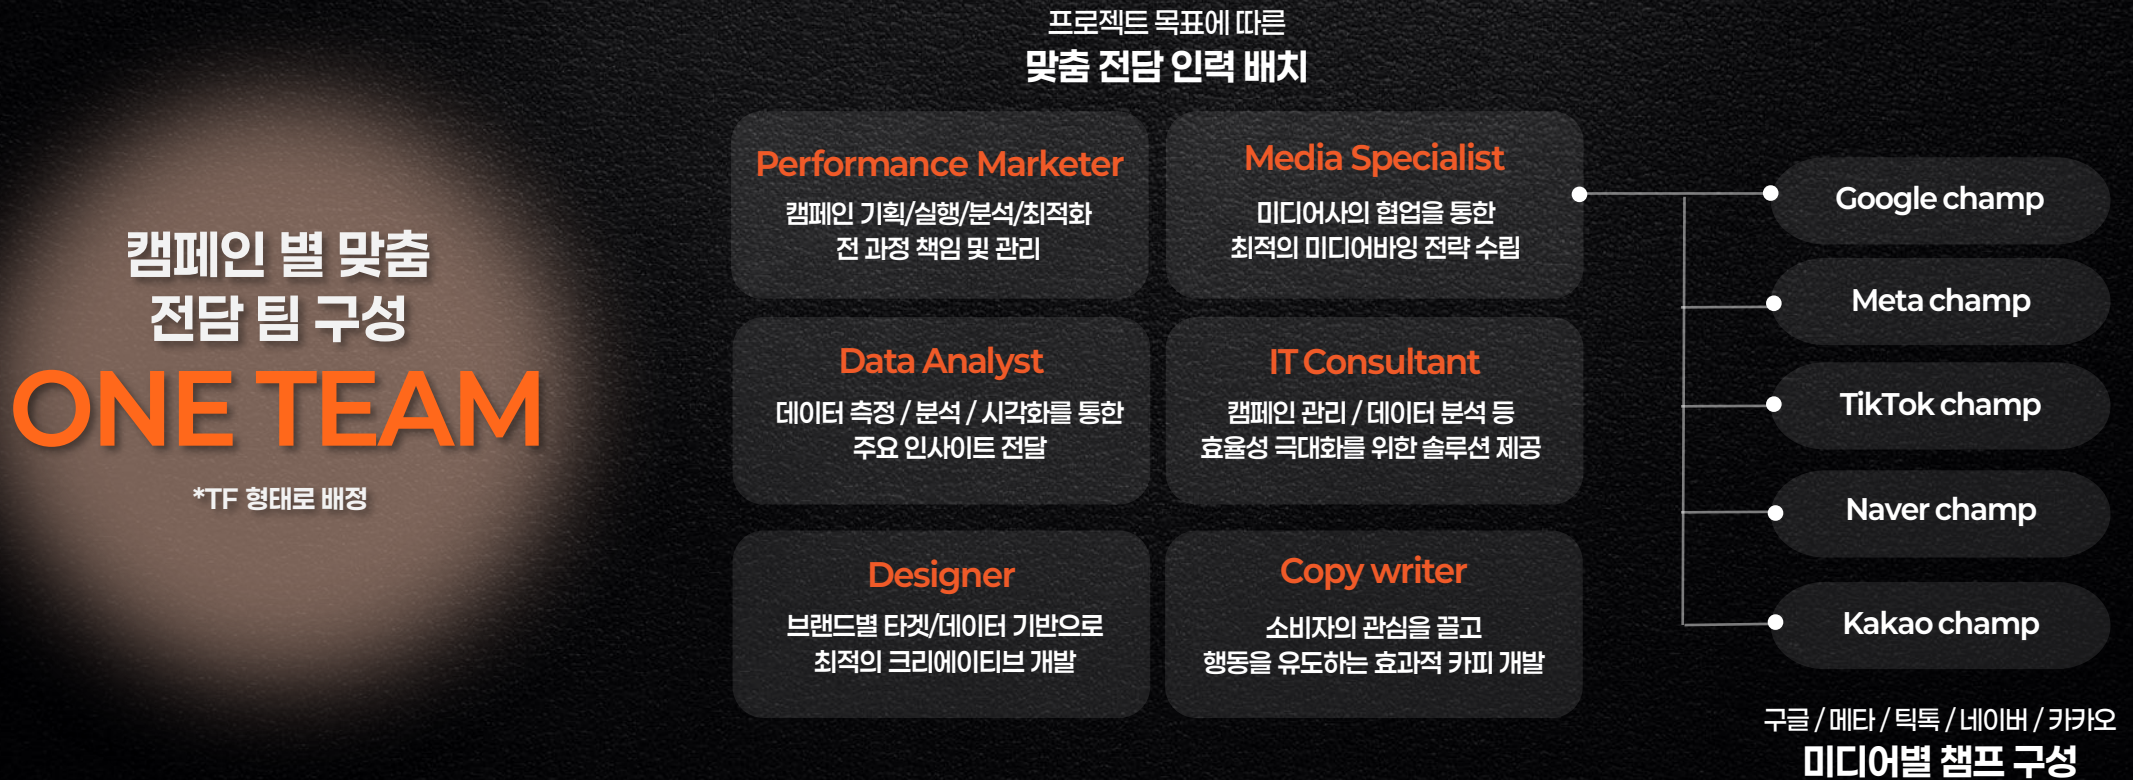 캠페인 별 맞춤
전담 팀 구성
ONE TEAM
*TF 형태로 배정
프로젝트 목표에 따른
맞춤 전담 인력 배치
Performance Marketer
캠페인 기획/실행/분석/최적화
전 과정 책임 및 관리
Media Specialist
미디어사의 협업을 통한
최적의 미디어바잉 전략 수립
Data Analyst
데이터 측정 / 분석 / 시각화를 통한
주요 인사이트 전달
IT Consultant
캠페인 관리 / 데이터 분석 등
효율성 극대화를 위한 솔루션 제공
Designer
브랜드별 타겟/데이터 기반으로
최적의 크리에이티브 개발
Copy writer
소비자의 관심을 끌고
행동을 유도하는 효과적 카피 개발
Google champ
Meta champ
TikTok champ
Naver champ
Kakao champ
구글 / 메타 / 틱톡 / 네이버 / 카카오
미디어별 챔프 구성